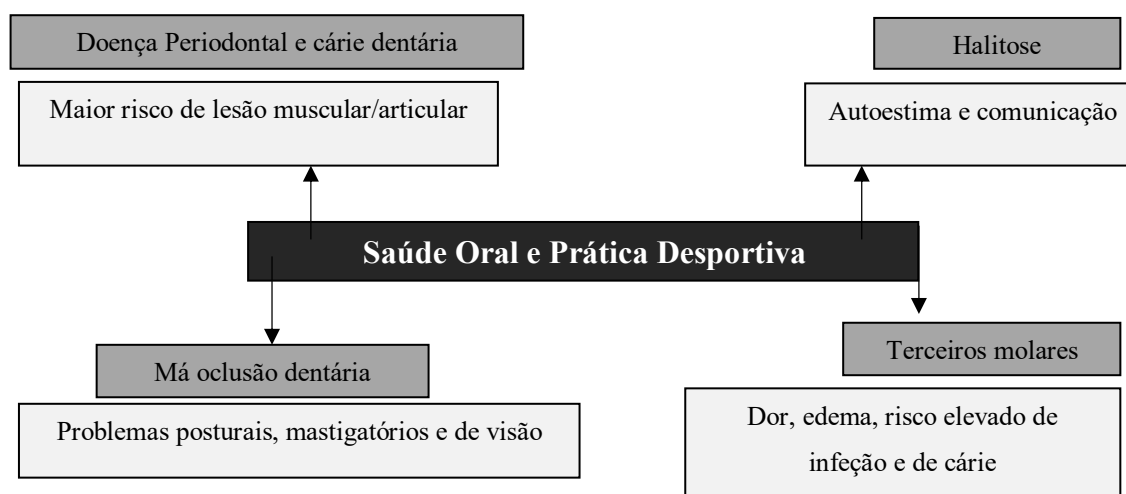 Doença Periodontal e cárie dentária
Maior risco de lesão muscular/articular
Halitose
Autoestima e comunicação
Saúde Oral e Prática Desportiva
Má oclusão dentária
Problemas posturais, mastigatórios e de visão
Terceiros molares
Dor, edema, risco elevado de
infeção e de cárie